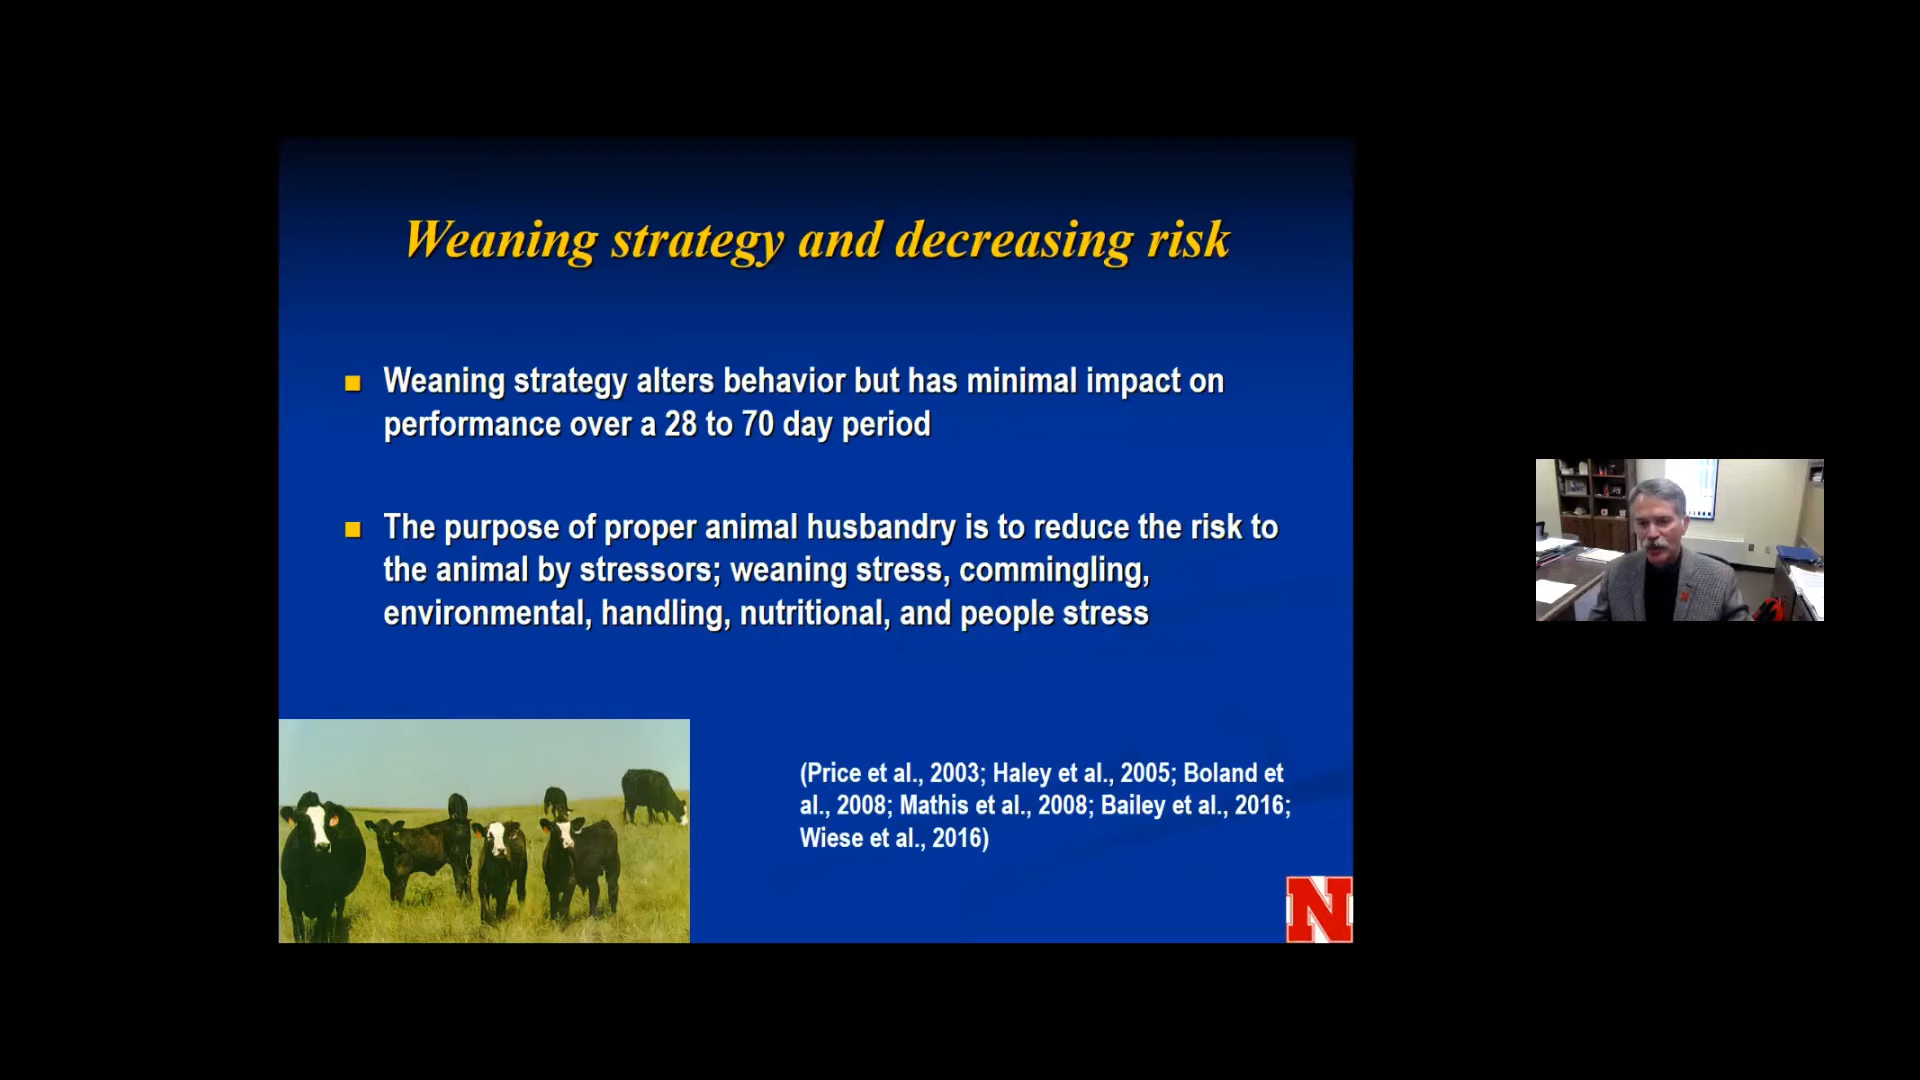 Weaning strategy and decreasing risk
Weaning strategy alters behavior but has minimal impact on
performance over a 28 to 70 day period
The purpose of proper animal husbandry is to reduce the risk to
the animal by stressors; weaning stress, commingling,
environmental, handling, nutritional, and people stress
(Price et al., 2003; Haley et al., 2005; Boland et
al., 2008; Mathis et al., 2008; Bailey et al., 2016;
Wiese et al., 2016)
N